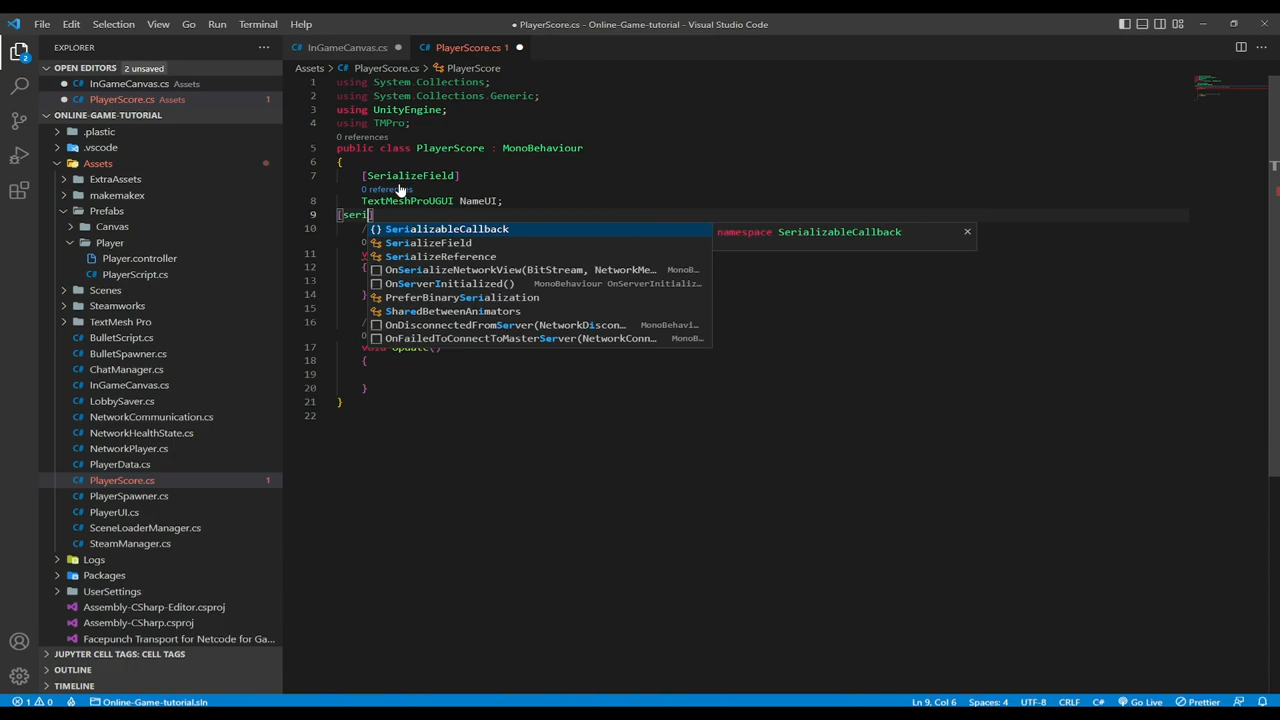 File Edit Selection View Go Run Terminal Help
● PlayerScore.cs - Online-Game-tutorial - Visual Studio Code
EXPLORER ...
OPEN EDITORS 2 unsaved
InGameCanvas.cs Assets
PlayerScore.cs Assets 1
ONLINE-GAME-TUTORIAL
.plastic
.vscode
Assets
ExtraAssets
makemakex
Prefabs
Canvas
Player
Player.controller
PlayerScript.cs
Scenes
Steamworks
TextMesh Pro
BulletScript.cs
BulletSpawner.cs
ChatManager.cs
InGameCanvas.cs
LobbySaver.cs
NetworkCommunication.cs
NetworkHealthState.cs
NetworkPlayer.cs
PlayerData.cs
PlayerScore.cs 1
PlayerSpawner.cs
PlayerUI.cs
SceneLoaderManager.cs
SteamManager.cs
Logs
Packages
UserSettings
Assembly-CSharp-Editor.csproj
Assembly-CSharp.csproj
Facepunch Transport for Netcode for Ga...
JUPYTER CELL TAGS: CELL TAGS
OUTLINE
TIMELINE
2
InGameCanvas.cs ● PlayerScore.cs 1 ●
Assets > PlayerScore.cs > PlayerScore
1 using System.Collections;
2 using System.Collections.Generic;
3 using UnityEngine;
4 using TMPro;
0 references
5 public class PlayerScore : MonoBehaviour
6 {
7 [SerializeField]
0 references
8 TextMeshProUGUI NameUI;
9 [seri]
{} SerializableCallback
namespace SerializableCallback
10 /
SerializeField
SerializeReference
11 v
OnSerializeNetworkView(BitStream, NetworkMe... MonoB...
12 {
OnServerInitialized() MonoBehaviour OnServerInitializ...
13
PreferBinarySerialization
14 }
SharedBetweenAnimators
15
OnDisconnectedFromServer(NetworkDiscon... MonoBehavi...
16 /
OnFailedToConnectToMasterServer(NetworkConn... MonoB...
17 void Update()
18 {
19
20 }
21 }
22
1 0 Online-Game-tutorial.sln Ln 9, Col 6 Spaces: 4 UTF-8 CRLF C# Go Live Prettier